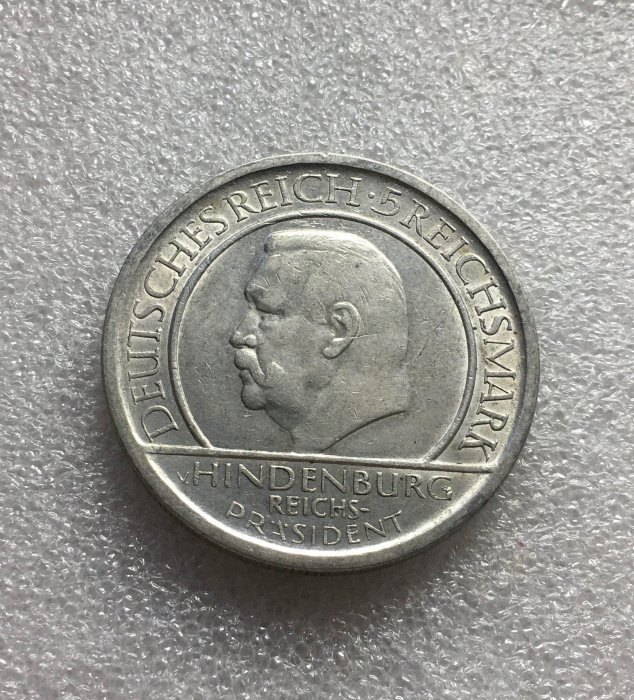 DEUTSCHES REICH · 5 REICHSMARK
v. HINDENBURG
REICHS-
PRÄSIDENT